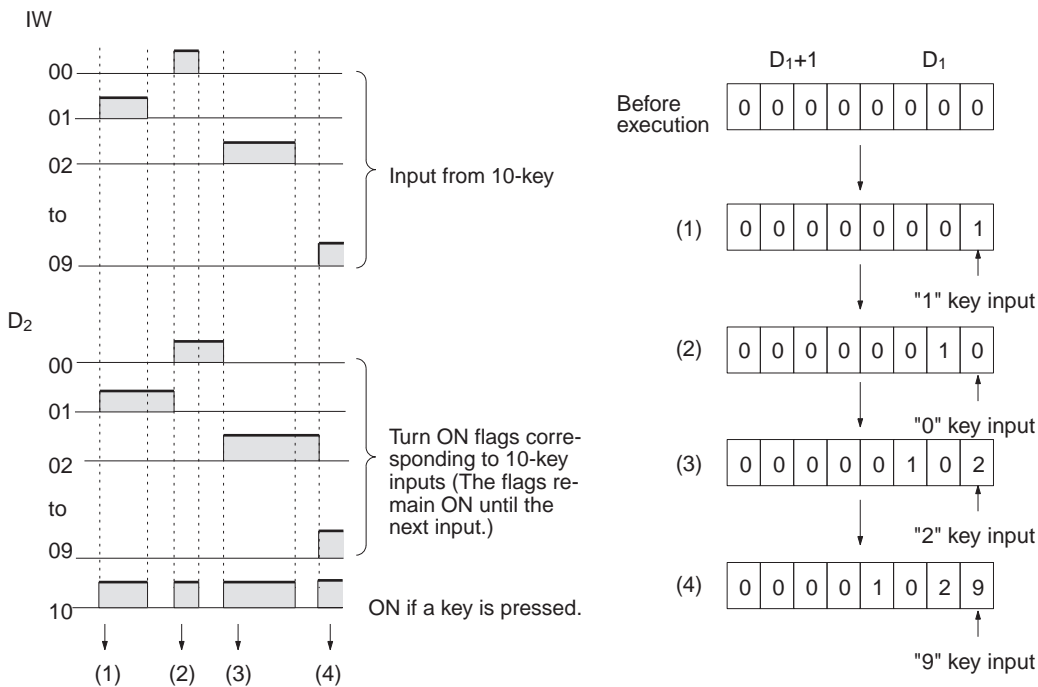 IW
00
01
02
to
09
Input from 10-key
D2
00
01
02
to
09
10
Turn ON flags corre-
sponding to 10-key
inputs (The flags re-
main ON until the
next input.)
ON if a key is pressed.
(1) (2) (3) (4)
D1+1 D1
Before
execution
0 0 0 0 0 0 0 0
(1) 0 0 0 0 0 0 0 1
"1" key input
(2) 0 0 0 0 0 0 1 0
"0" key input
(3) 0 0 0 0 0 1 0 2
"2" key input
(4) 0 0 0 0 1 0 2 9
"9" key input